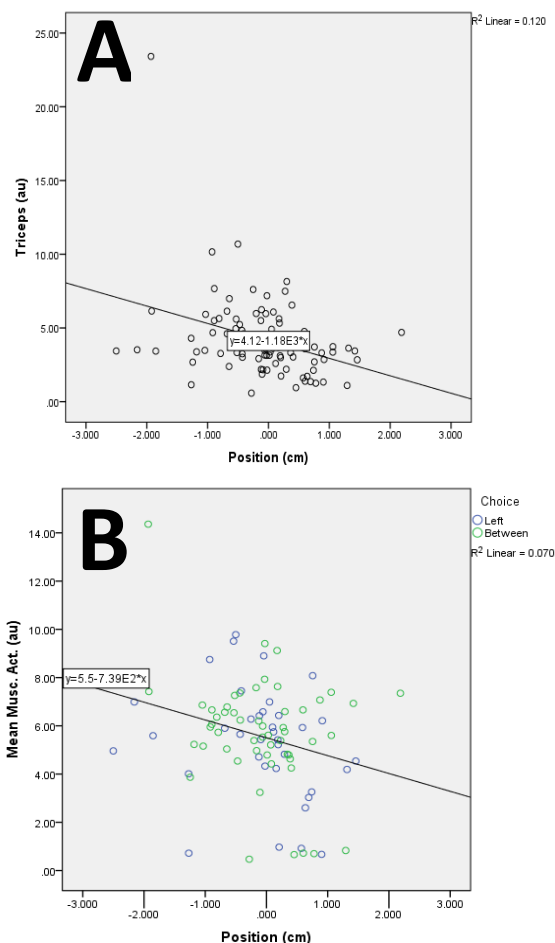 A
R² Linear = 0.120
25.00
20.00
15.00
10.00
5.00
.00
Triceps (au)
y=4.12-1.18E3*x
-3.000 -2.000 -1.000 .000 1.000 2.000 3.000
Position (cm)
B
Choice
Left
Between
R² Linear = 0.070
14.00
12.00
10.00
8.00
6.00
4.00
2.00
.00
Mean Musc. Act. (au)
y=5.5-7.39E2*x
-3.000 -2.000 -1.000 .000 1.000 2.000 3.000
Position (cm)